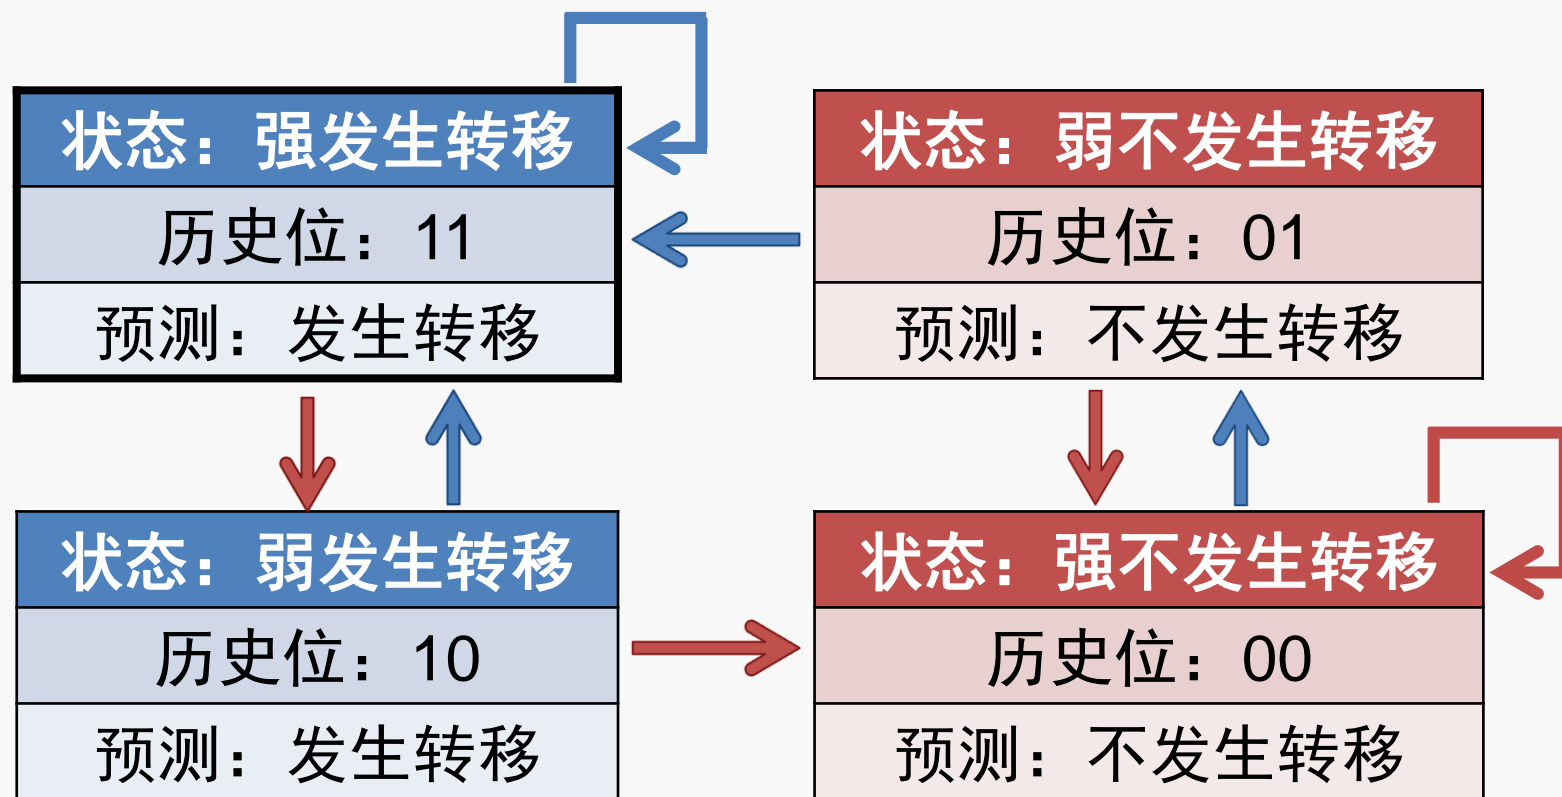 状态：强发生转移
历史位：11
预测：发生转移
状态：弱不发生转移
历史位：01
预测：不发生转移
状态：弱发生转移
历史位：10
预测：发生转移
状态：强不发生转移
历史位：00
预测：不发生转移